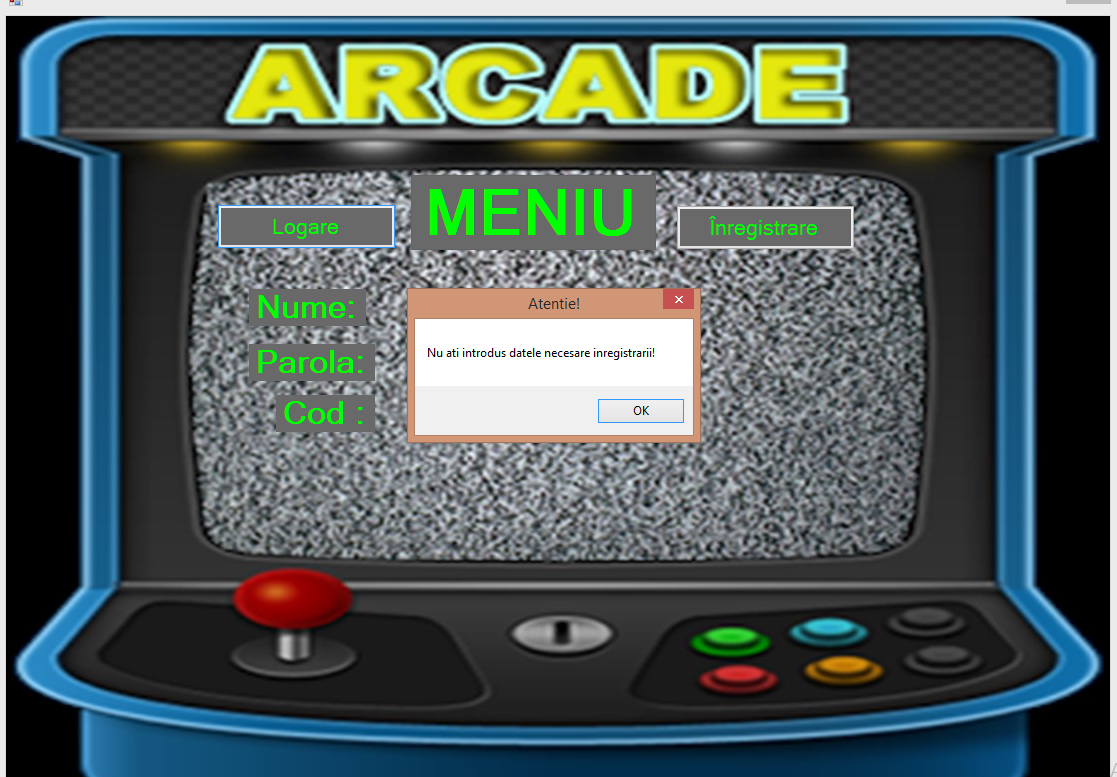 ARCADE
MENIU
Logare
Înregistrare
Nume:
Parola:
Cod :
Atentie!
Nu ati introdus datele necesare inregistrarii!
OK